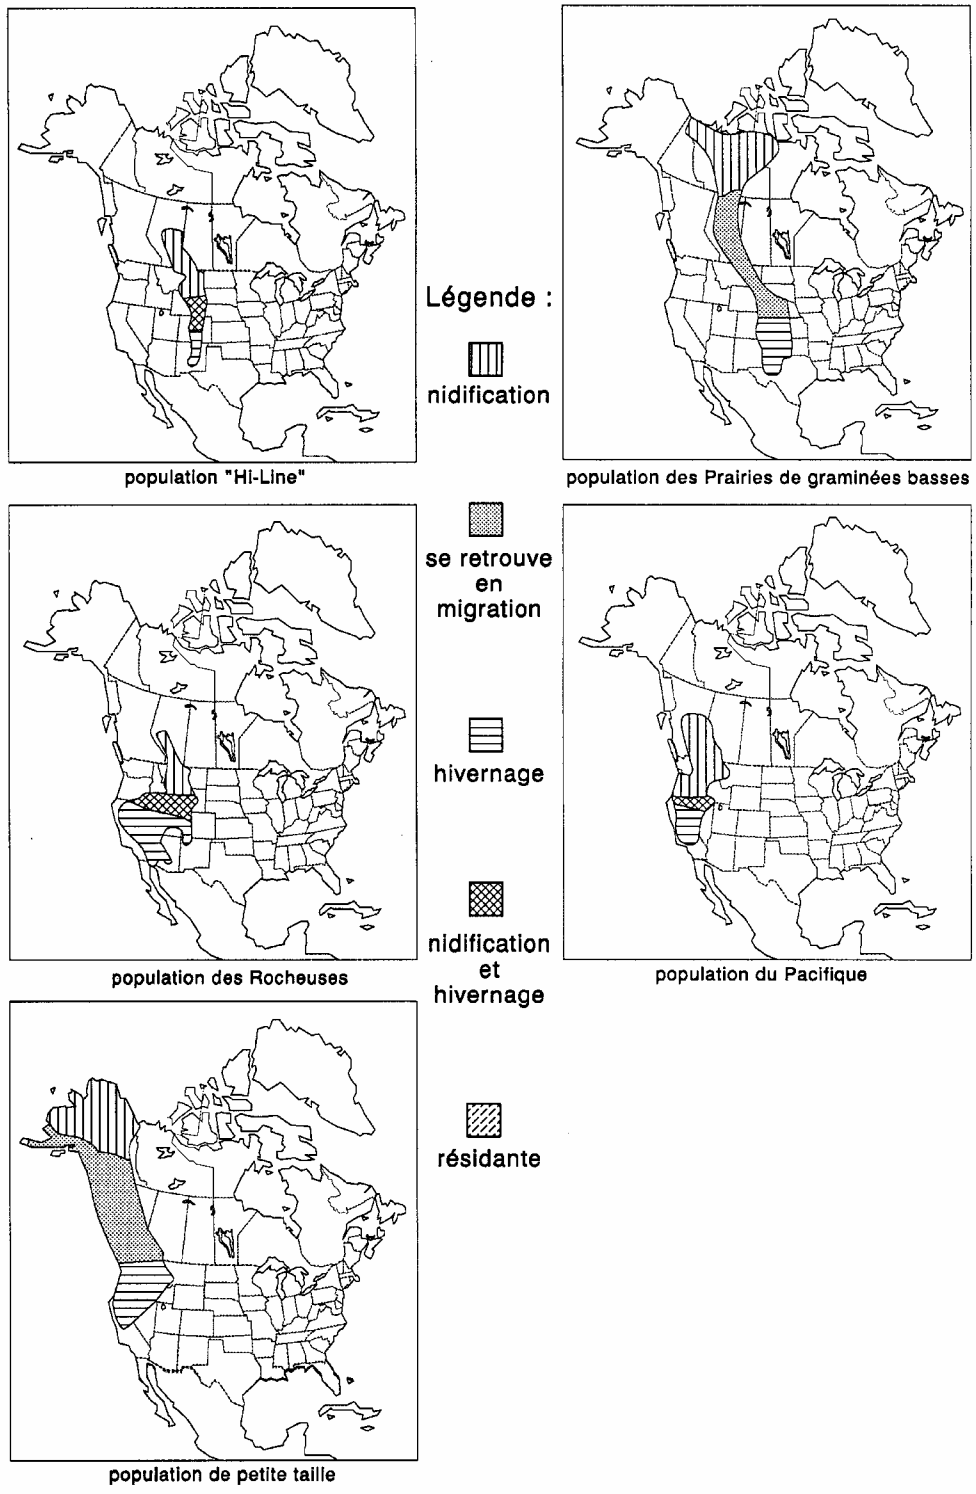 Légende :
nidification
population "Hi-Line"
population des Prairies de graminées basses
se retrouve
en
migration
hivernage
nidification
et
hivernage
population des Rocheuses
population du Pacifique
résidante
population de petite taille